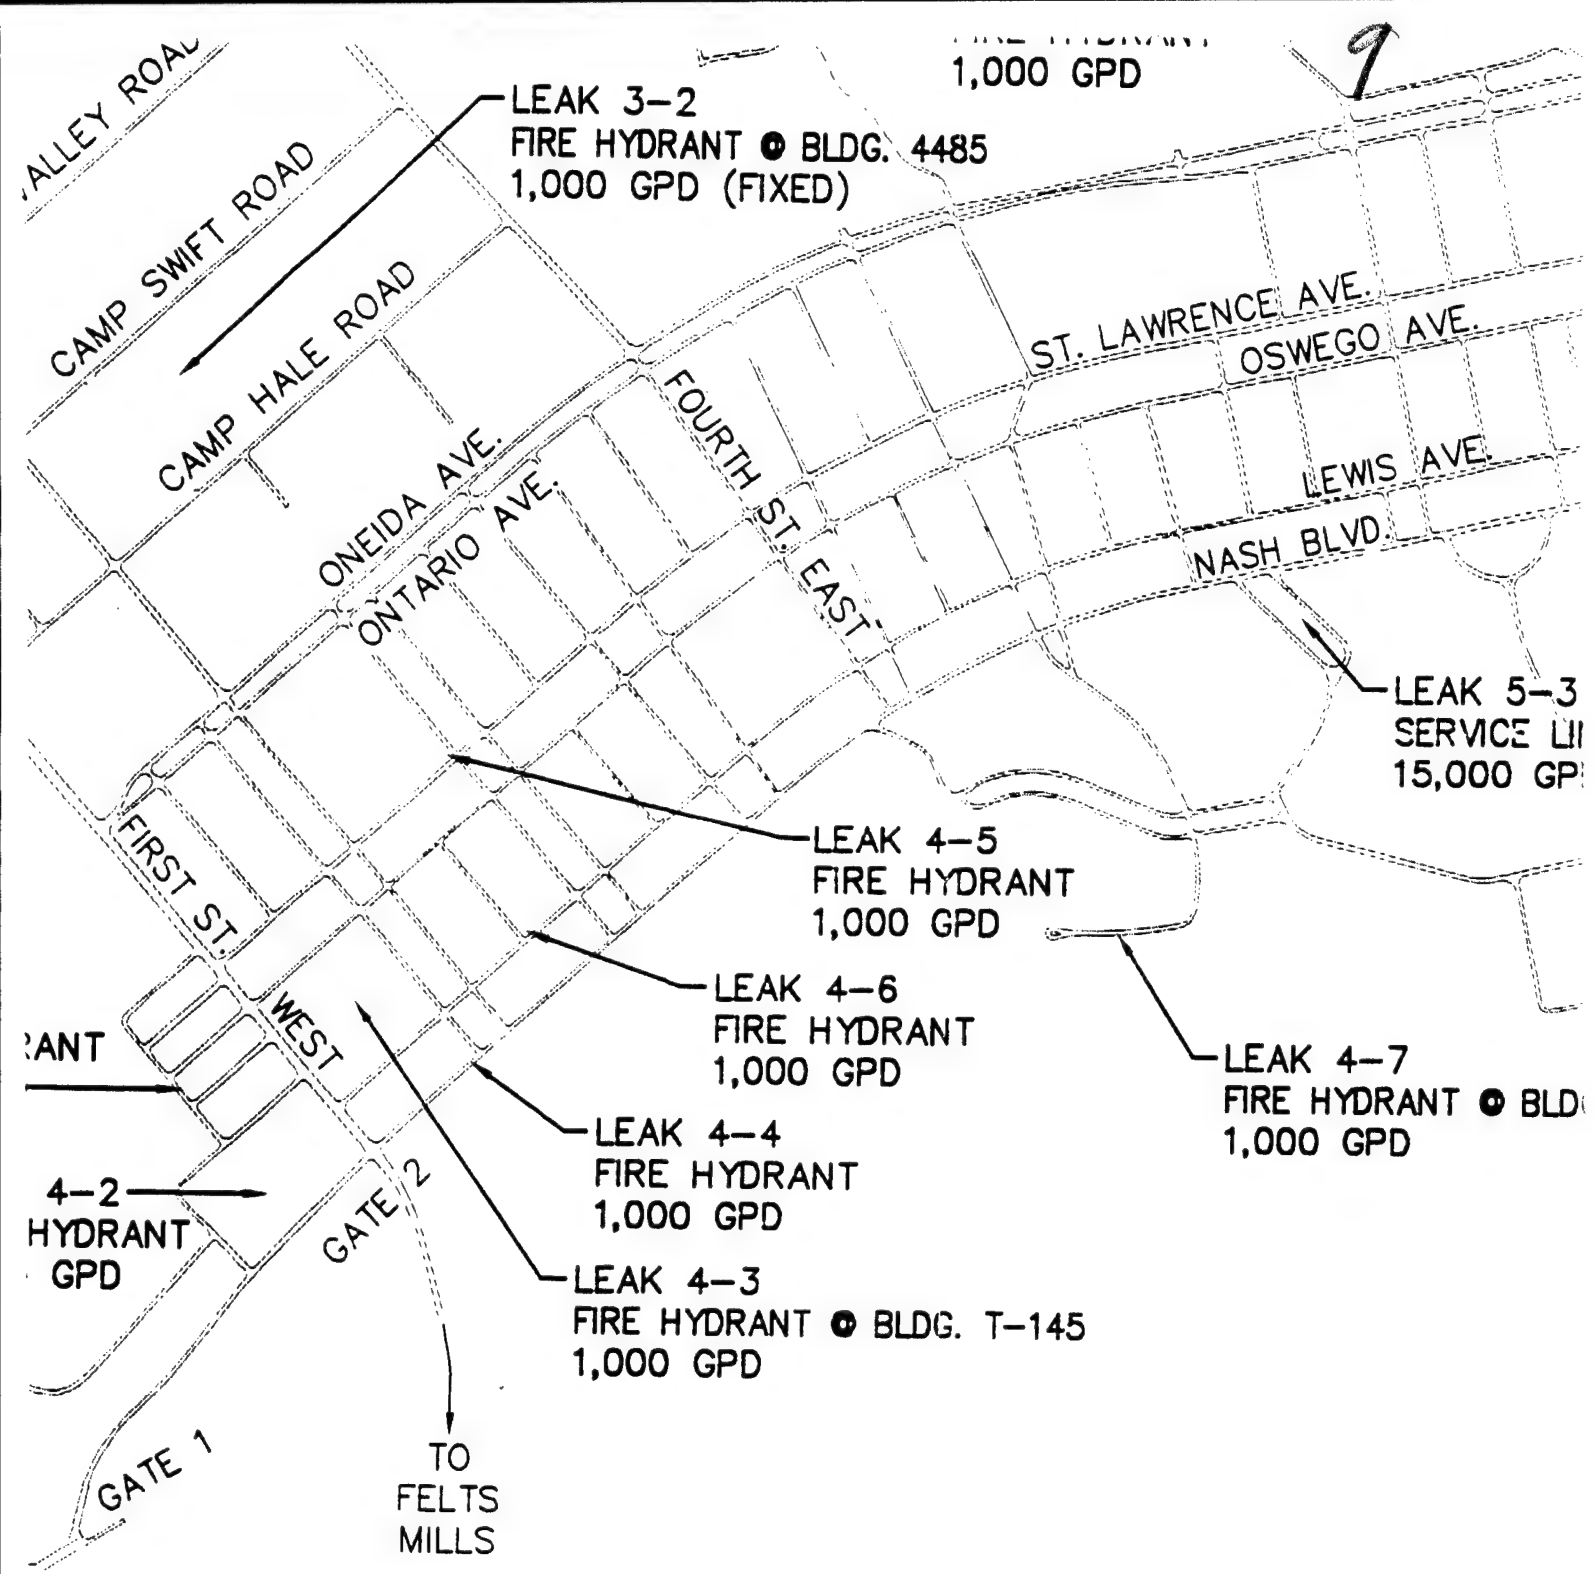 9
1,000 GPD
LEAK 3-2
FIRE HYDRANT @ BLDG. 4485
1,000 GPD (FIXED)
ROAD
CAMP SWIFT ROAD
CAMP HALE ROAD
ST. LAWRENCE AVE.
OSWEGO AVE.
FOURTH ST. EAST
ONEIDA AVE.
ONTARIO AVE.
LEWIS AVE.
NASH BLVD.
LEAK 5-3
SERVICE
15,000
LEAK 4-5
FIRE HYDRANT
1,000 GPD
FIRST ST. WEST
LEAK 4-6
FIRE HYDRANT
1,000 GPD
LEAK 4-7
FIRE HYDRANT @
1,000 GPD
LEAK 4-4
FIRE HYDRANT
1,000 GPD
4-2
HYDRANT
GPD
GATE 2
LEAK 4-3
FIRE HYDRANT @ BLDG. T-145
1,000 GPD
GATE 1
TO
FELTS
MILLS